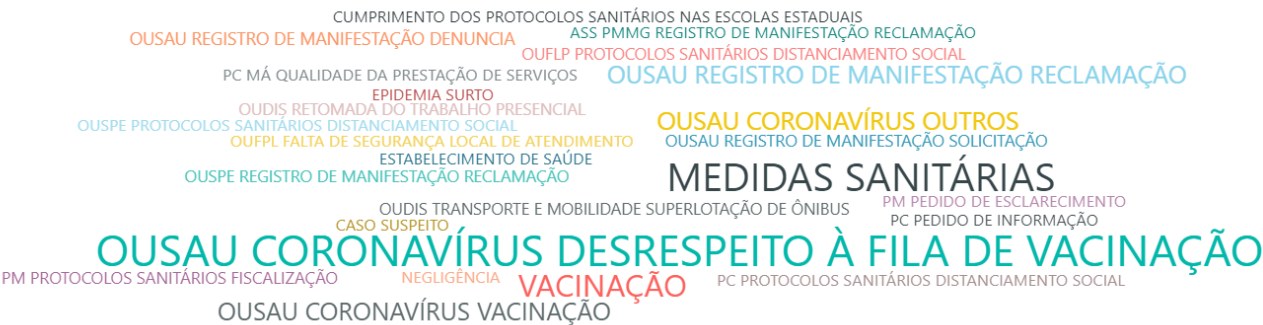 CUMPRIMENTO DOS PROTOCOLOS SANITÁRIOS NAS ESCOLAS ESTADUAIS
OUSAU REGISTRO DE MANIFESTAÇÃO DENUNCIA
ASS PMMG REGISTRO DE MANIFESTAÇÃO RECLAMAÇÃO
OUFLP PROTOCOLOS SANITÁRIOS DISTANCIAMENTO SOCIAL
PC MÁ QUALIDADE DA PRESTAÇÃO DE SERVIÇOS
OUSAU REGISTRO DE MANIFESTAÇÃO RECLAMAÇÃO
EPIDEMIA SURTO
OUDIS RETOMADA DO TRABALHO PRESENCIAL
OUSPE PROTOCOLOS SANITÁRIOS DISTANCIAMENTO SOCIAL
OUSAU CORONAVÍRUS OUTROS
OUFPL FALTA DE SEGURANÇA LOCAL DE ATENDIMENTO
OUSAU REGISTRO DE MANIFESTAÇÃO SOLICITAÇÃO
ESTABELECIMENTO DE SAÚDE
OUSPE REGISTRO DE MANIFESTAÇÃO RECLAMAÇÃO
MEDIDAS SANITÁRIAS
OUDIS TRANSPORTE E MOBILIDADE SUPERLOTAÇÃO DE ÔNIBUS
PM PEDIDO DE ESCLARECIMENTO
CASO SUSPEITO
PC PEDIDO DE INFORMAÇÃO
OUSAU CORONAVÍRUS DESRESPEITO À FILA DE VACINAÇÃO
PM PROTOCOLOS SANITÁRIOS FISCALIZAÇÃO
NEGLIGÊNCIA
VACINAÇÃO
PC PROTOCOLOS SANITÁRIOS DISTANCIAMENTO SOCIAL
OUSAU CORONAVÍRUS VACINAÇÃO